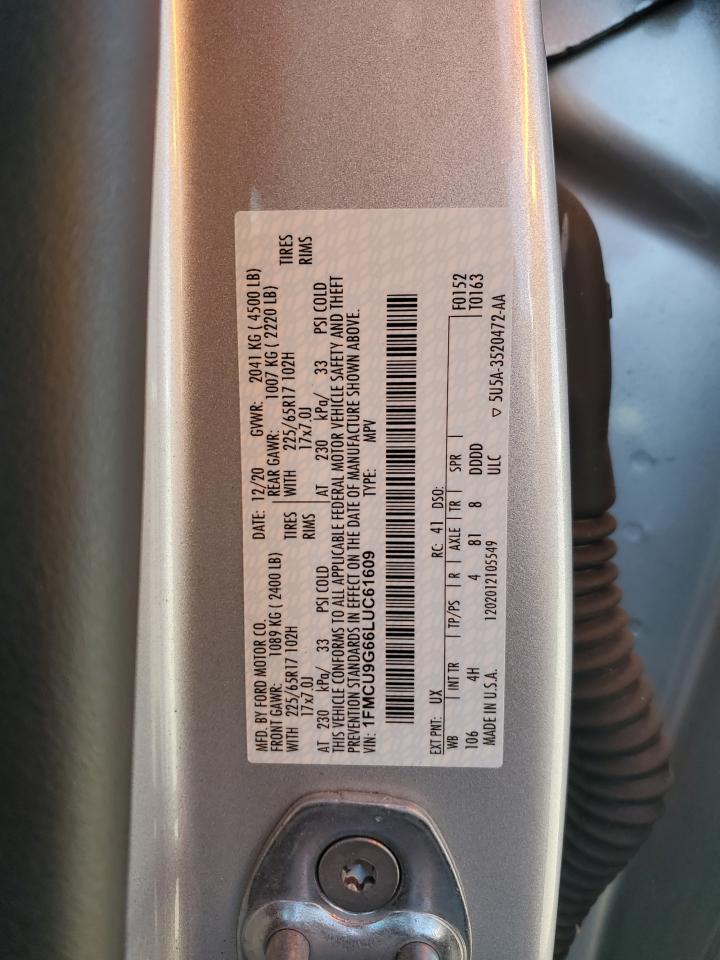 MFD. BY FORD MOTOR CO. DATE: 12/20 GVWR: 2041 KG ( 4500 LB)
FRONT GAWR: 1089 KG ( 2400 LB) REAR GAWR: 1007 KG ( 2220 LB)
WITH 225/65R17 102H TIRES WITH 225/65R17 102H TIRES
17x7.0J RIMS 17x7.0J RIMS
AT 230 kPa/ 33 PSI COLD AT 230 kPa/ 33 PSI COLD
THIS VEHICLE CONFORMS TO ALL APPLICABLE FEDERAL MOTOR VEHICLE SAFETY AND THEFT
PREVENTION STANDARDS IN EFFECT ON THE DATE OF MANUFACTURE SHOWN ABOVE.
VIN: 1FMCU9G66LUC61609 TYPE: MPV
EXT PNT: UX RC: 41 DSO:
WB INT TR TP/PS R AXLE TR SPR F0152
106 4H 4 81 8 DDDD T0163
MADE IN U.S.A. 1202012105549 ULC ▽ 5U5A-3520472-AA